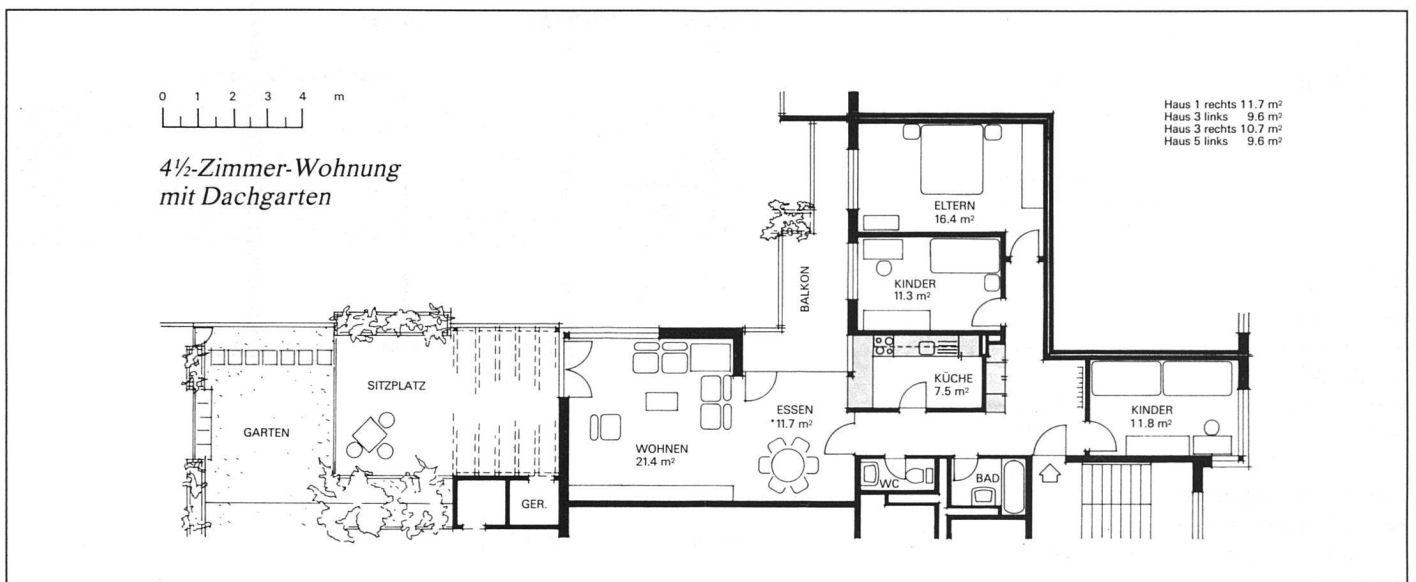 0 1 2 3 4 m
4½-Zimmer-Wohnung
mit Dachgarten
Haus 1 rechts 11.7 m²
Haus 3 links 9.6 m²
Haus 3 rechts 10.7 m²
Haus 5 links 9.6 m²
ELTERN
16.4 m²
KINDER
11.3 m²
BALKON
KÜCHE
7.5 m²
SITZPLATZ
GARTEN
ESSEN
*11.7 m²
WOHNEN
21.4 m²
KINDER
11.8 m²
WC
BAD
GER.